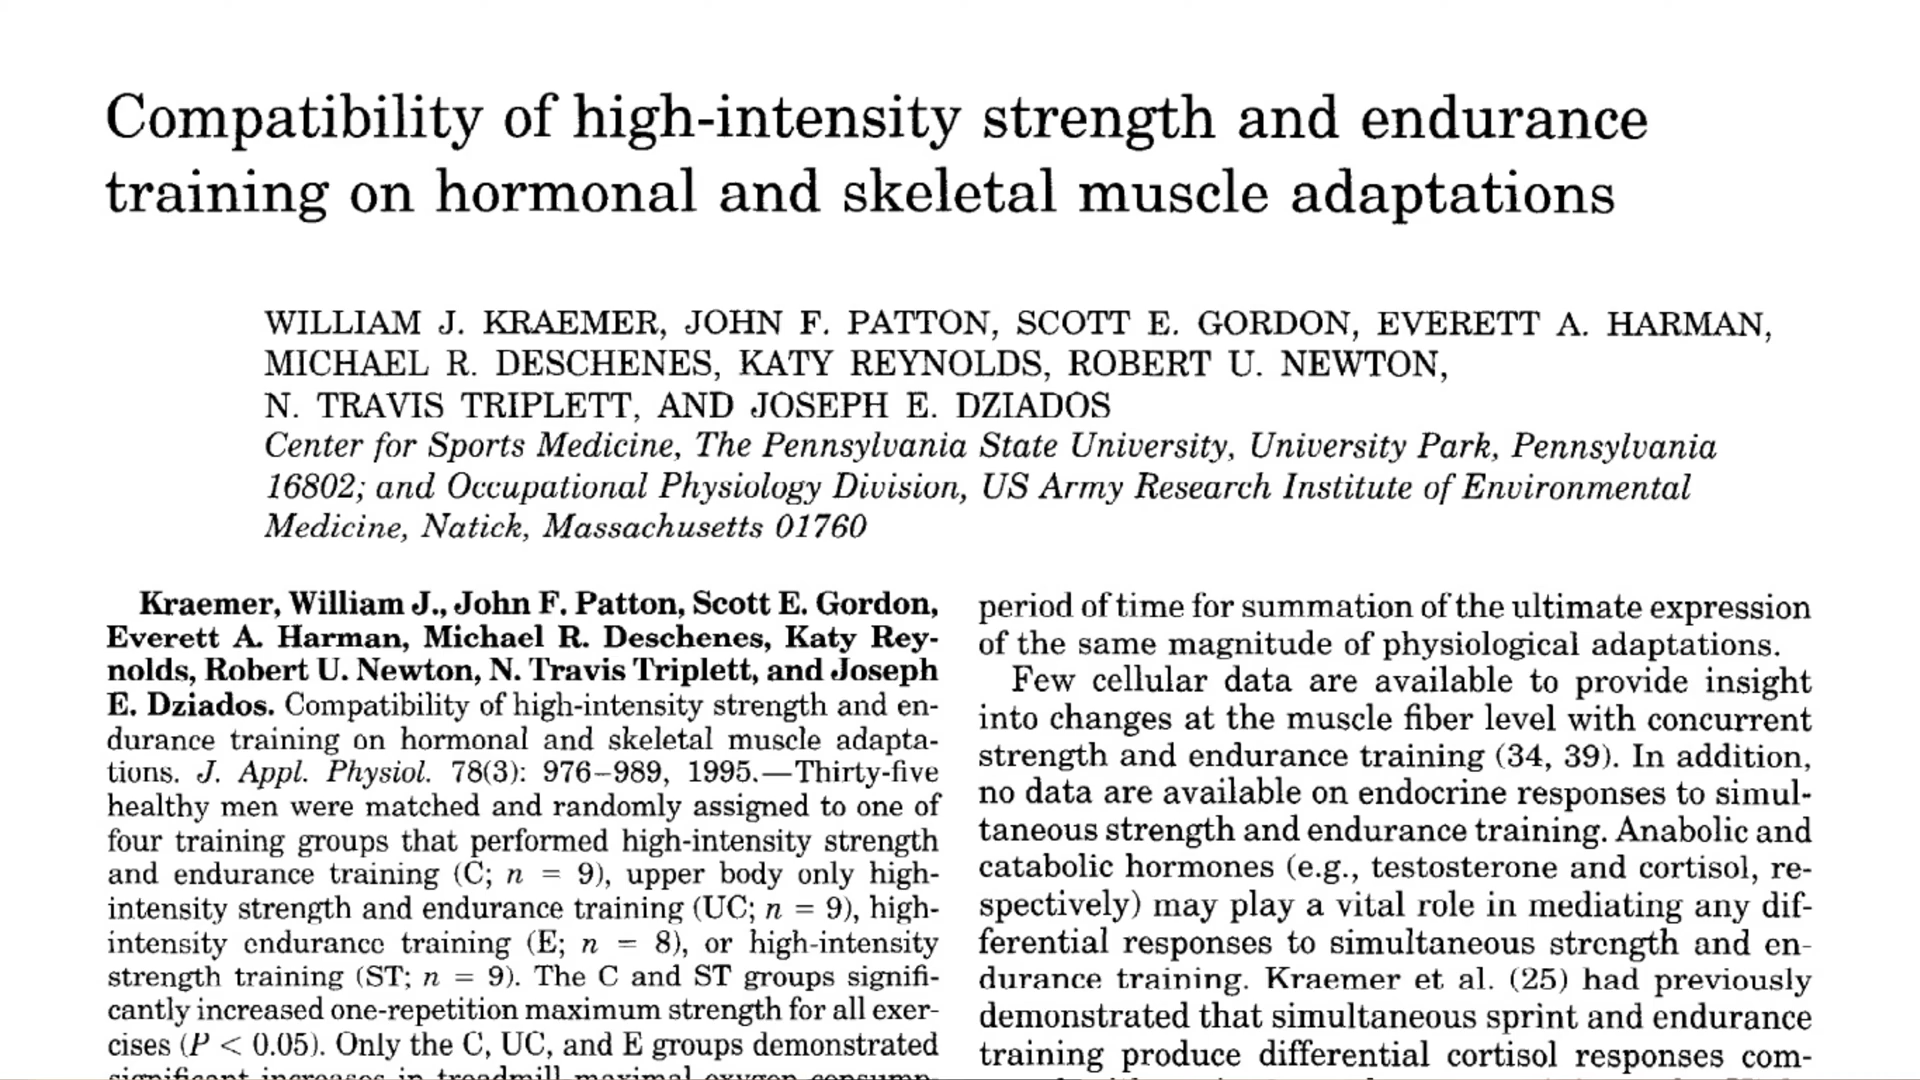 Compatibility of high-intensity strength and endurance
training on hormonal and skeletal muscle adaptations
WILLIAM J. KRAEMER, JOHN F. PATTON, SCOTT E. GORDON, EVERETT A. HARMAN,
MICHAEL R. DESCHENES, KATY REYNOLDS, ROBERT U. NEWTON,
N. TRAVIS TRIPLETT, AND JOSEPH E. DZIADOS
Center for Sports Medicine, The Pennsylvania State University, University Park, Pennsylvania
16802; and Occupational Physiology Division, US Army Research Institute of Environmental
Medicine, Natick, Massachusetts 01760
Kraemer, William J., John F. Patton, Scott E. Gordon,
Everett A. Harman, Michael R. Deschenes, Katy Rey-
nolds, Robert U. Newton, N. Travis Triplett, and Joseph
E. Dziados. Compatibility of high-intensity strength and en-
durance training on hormonal and skeletal muscle adapta-
tions. J. Appl. Physiol. 78(3): 976–989, 1995.—Thirty-five
healthy men were matched and randomly assigned to one of
four training groups that performed high-intensity strength
and endurance training (C; n = 9), upper body only high-
intensity strength and endurance training (UC; n = 9), high-
intensity endurance training (E; n = 8), or high-intensity
strength training (ST; n = 9). The C and ST groups signifi-
cantly increased one-repetition maximum strength for all exer-
cises (P < 0.05). Only the C, UC, and E groups demonstrated
significant increases in treadmill maximal oxygen consump-
period of time for summation of the ultimate expression
of the same magnitude of physiological adaptations.
Few cellular data are available to provide insight
into changes at the muscle fiber level with concurrent
strength and endurance training (34, 39). In addition,
no data are available on endocrine responses to simul-
taneous strength and endurance training. Anabolic and
catabolic hormones (e.g., testosterone and cortisol, re-
spectively) may play a vital role in mediating any dif-
ferential responses to simultaneous strength and en-
durance training. Kraemer et al. (25) had previously
demonstrated that simultaneous sprint and endurance
training produce differential cortisol responses com-